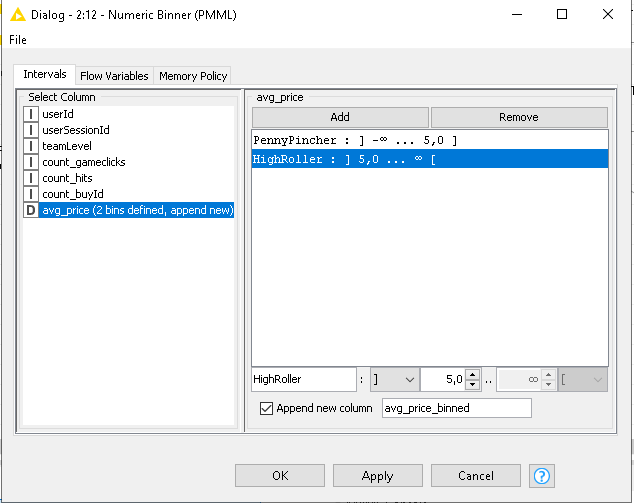 Dialog - 2:12 - Numeric Binner (PMML)
File
Intervals Flow Variables Memory Policy
Select Column
I userId
I userSessionId
I teamLevel
I count_gameclicks
I count_hits
I count_buyId
D avg_price (2 bins defined, append new)
avg_price
Add Remove
PennyPincher : ] -∞ ... 5,0 ]
HighRoller : ] 5,0 ... ∞ [
HighRoller : ] 5,0 .. ∞ [
Append new column avg_price_binned
OK Apply Cancel ?